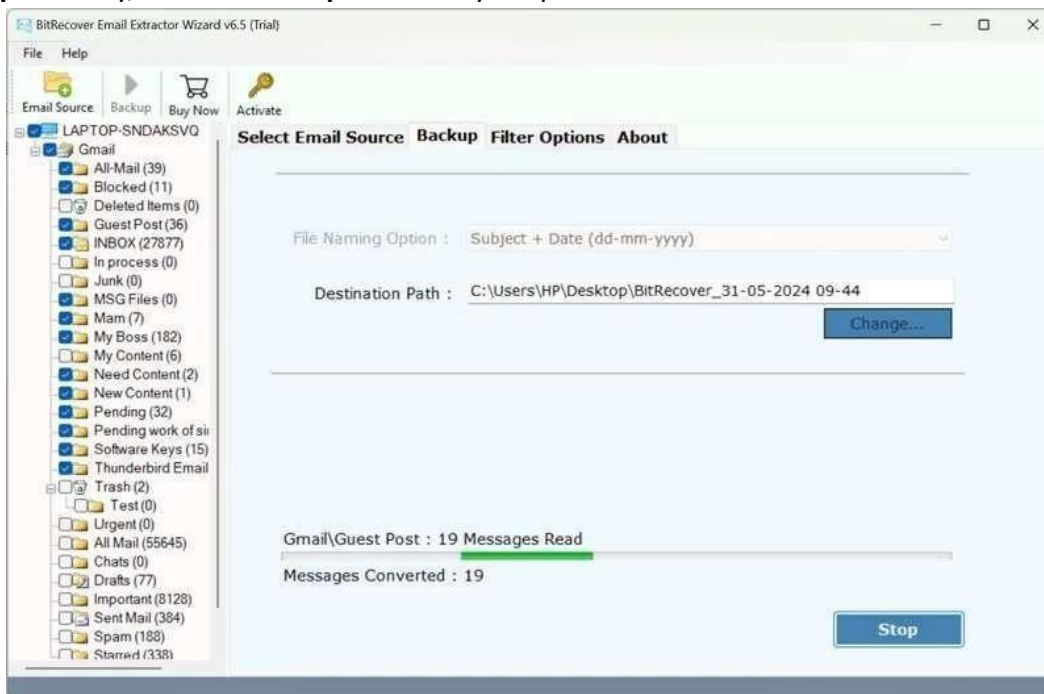 BitRecover Email Extractor Wizard v6.5 (Trial)
File Help
Email Source Backup Buy Now Activate
LAPTOP-SNDAKSVQ
Gmail
All-Mail (39)
Blocked (11)
Deleted Items (0)
Guest Post (36)
INBOX (27877)
In process (0)
Junk (0)
MSG Files (0)
Mam (7)
My Boss (182)
My Content (6)
Need Content (2)
New Content (1)
Pending (32)
Pending work of sir
Software Keys (15)
Thunderbird Email
Trash (2)
Test (0)
Urgent (0)
All Mail (55645)
Chats (0)
Drafts (77)
Important (8128)
Sent Mail (384)
Spam (188)
Starred (338)
Select Email Source Backup Filter Options About
File Naming Option : Subject + Date (dd-mm-yyyy)
Destination Path : C:\Users\HP\Desktop\BitRecover_31-05-2024 09-44
Change...
Gmail\Guest Post : 19 Messages Read
Messages Converted : 19
Stop